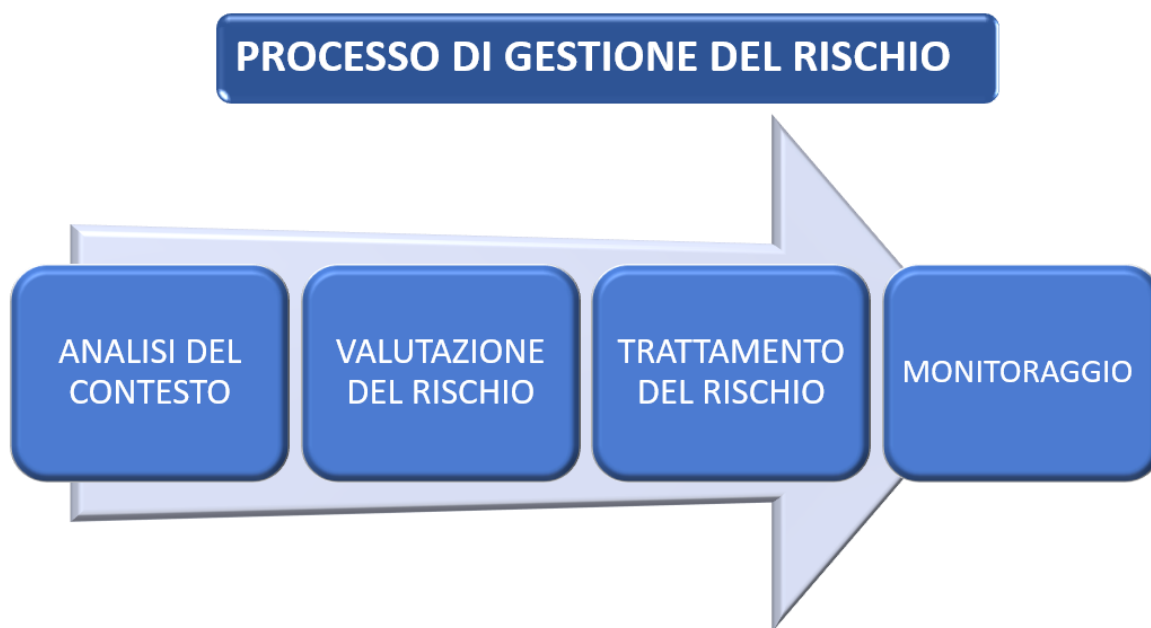 PROCESSO DI GESTIONE DEL RISCHIO
ANALISI DEL
CONTESTO
VALUTAZIONE
DEL RISCHIO
TRATTAMENTO
DEL RISCHIO
MONITORAGGIO